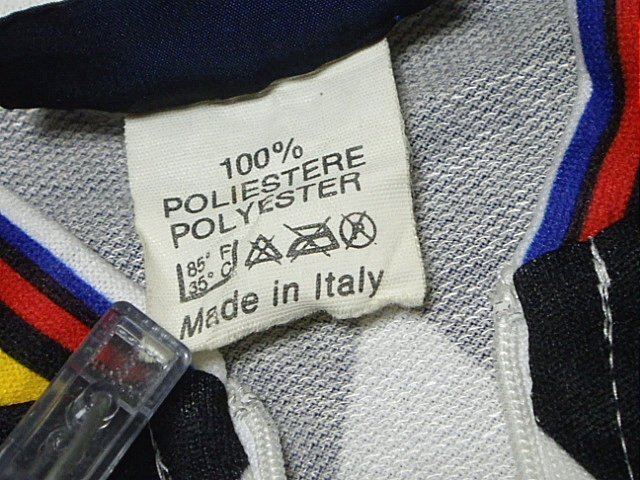 100%
POLIESTERE
POLYESTER
85° F
35° C
R
Made in Italy